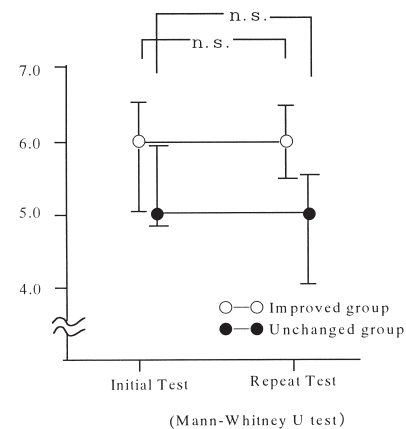 n.s.
n.s.
7.0
6.0
5.0
4.0
Improved group
Unchanged group
Initial Test
Repeat Test
(Mann-Whitney U test)